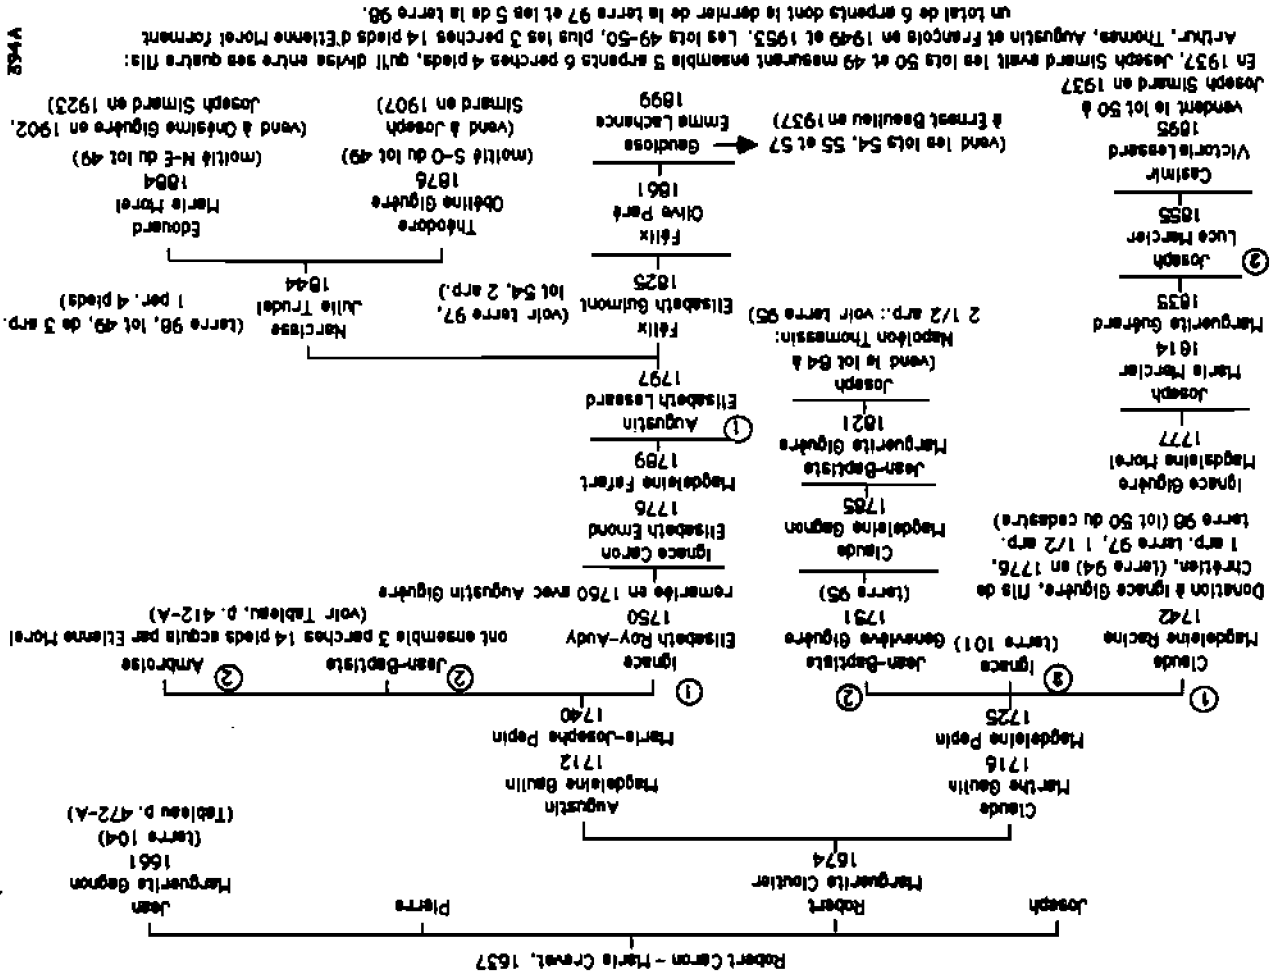 Robert Caron - Marie Crevet, 1637
Joseph
Robert
Marguerite Cloutier
1674
Pierre
Jean
Marguerite Gagnon
1661
(terre 104)
(Tableau p. 472-A)
Claude
Marthe Gaulin
1716
Magdeleine Pepin
1725
Augustin
Magdeleine Gaulin
1712
Marie-Josephe Pepin
1740
1
Claude
Magdeleine Racine
1742
Donation à Ignace Giguère, fils de
Chrétien, (terre 94) en 1776,
1 arp. terre 97, 1 1/2 arp.
terre 98 (lot 50 du cadastre)
Ignace Giguère
Magdeleine Morel
1777
Joseph
Marie Mercier
1814
Marguerite Guérard
1835
2
Joseph
Luce Mercier
1855
Casimir
Victoria Lessard
1895
vendent le lot 50 à
Joseph Simard en 1937
3
Ignace
(terre 101)
2
Jean-Baptiste
Geneviève Giguère
1751
(terre 95)
Claude
Magdeleine Gagnon
1785
Jean-Baptiste
Marguerite Giguère
1821
Joseph
(vend le lot 64 à
Napoléon Thomassin:
2 1/2 arp.: voir terre 95)
1
Ignace
Elisabeth Roy-Audy
1750
remariée en 1760 avec Augustin Giguère
Ignace Caron
Elisabeth Emond
1776
Magdeleine Fafart
1789
1
Augustin
Elisabeth Lessard
1797
Félix
Elisabeth Guimont
1825
(voir terre 97,
lot 54, 2 arp.)
Félix
Olive Paré
1861
Gaudiose
Emma Lachance
1899
(vend les lots 54, 55 et 57
à Ernest Beaulieu en 1937)
2
Jean-Baptiste
2
Ambroise
ont ensemble 3 perches 14 pieds acquis par Etienne Morel
(voir Tableau, p. 412-A)
Narcisse
Julie Trudel
1844
(terre 98, lot 49, de 3 arp.
1 per. 4 pieds)
Théodore
Obéline Giguère
1876
(moitié S-O du lot 49)
(vend à Joseph
Simard en 1907)
Edouard
Marie Morel
1884
(moitié N-E du lot 49)
(vend à Onésime Giguère en 1902,
Joseph Simard en 1923)
En 1937, Joseph Simard avait les lots 50 et 49 mesurant ensemble 5 arpents 6 perches 4 pieds, qu'il divise entre ses quatre fils:
Arthur, Thomas, Augustin et François en 1949 et 1953. Les lots 49-50, plus les 3 perches 14 pieds d'Etienne Morel forment
un total de 6 arpents dont le dernier de la terre 97 et les 5 de la terre 98.
394A